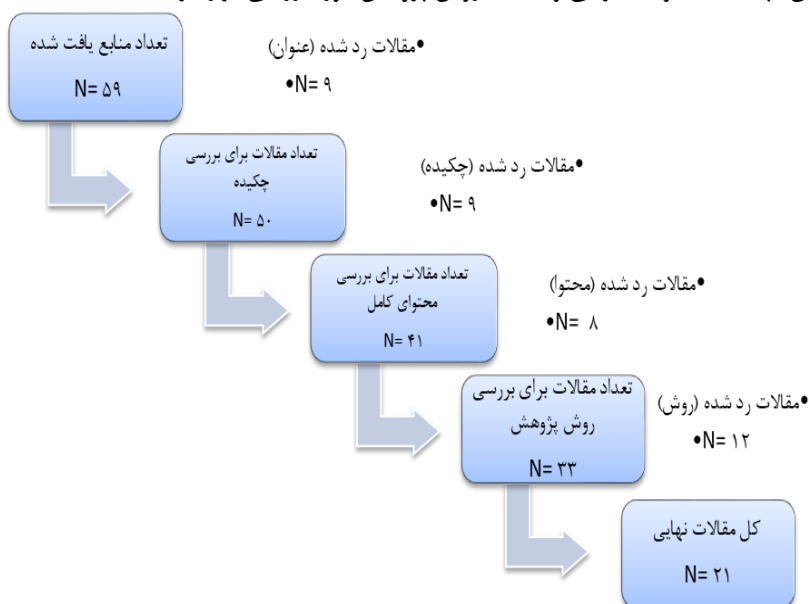 تعداد منابع یافت شده
N= ۵۹
•مقالات رد شده (عنوان)
•N= ۹
تعداد مقالات برای بررسی
چکیده
N= ۵۰
•مقالات رد شده (چکیده)
•N= ۹
تعداد مقالات برای بررسی
محتوای کامل
N= ۴۱
•مقالات رد شده (محتوا)
•N= ۸
تعداد مقالات برای بررسی
روش پژوهش
N= ۳۳
•مقالات رد شده (روش)
•N= ۱۲
کل مقالات نهایی
N= ۲۱